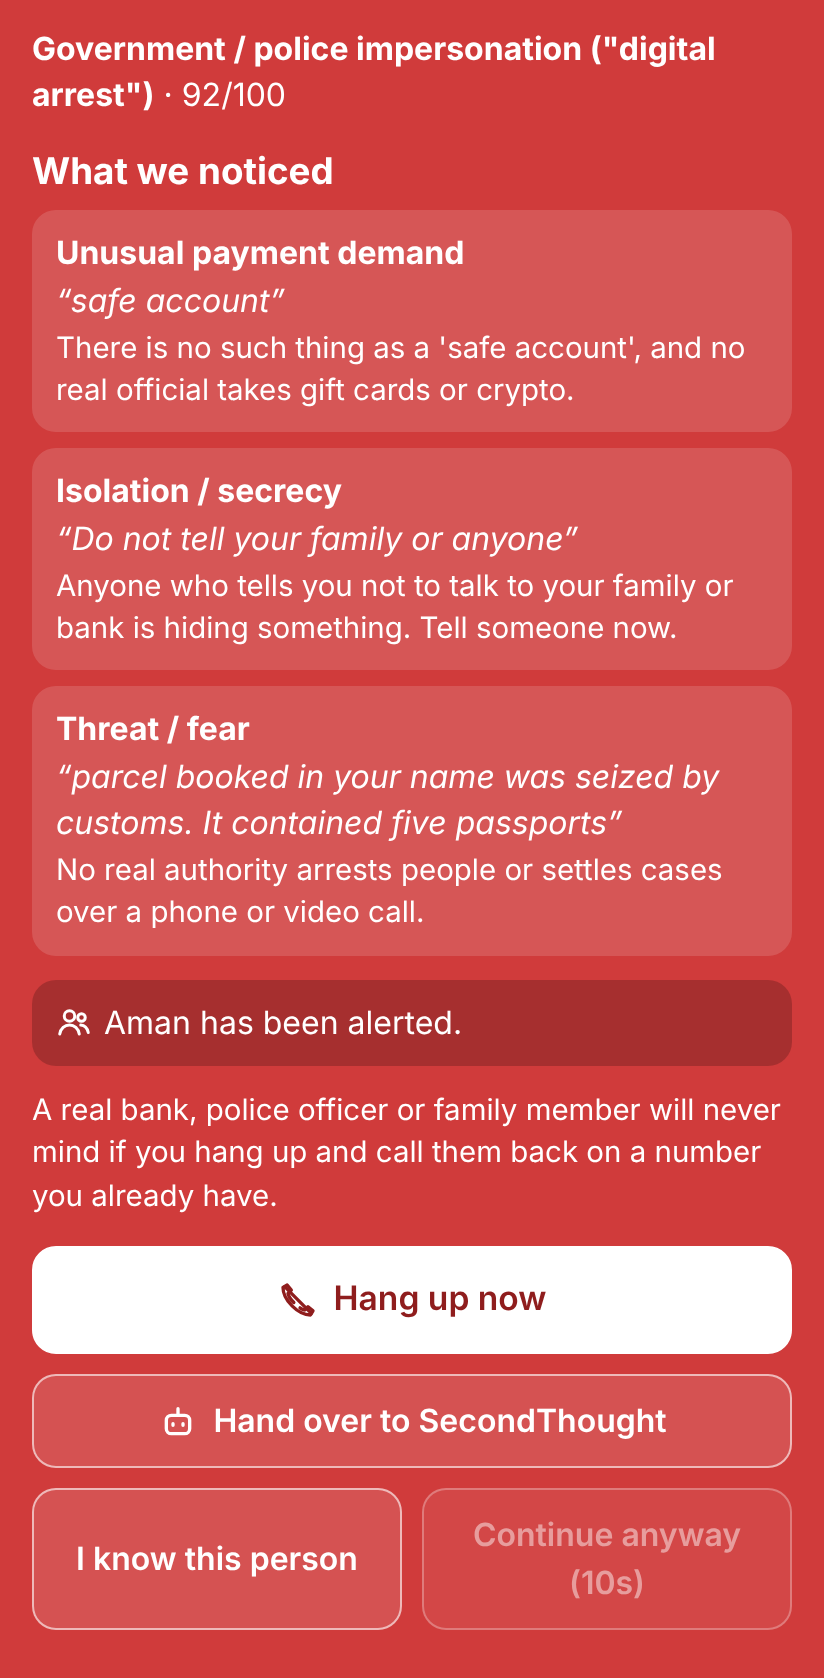 Government / police impersonation ("digital
arrest") · 92/100
What we noticed
Unusual payment demand
“safe account”
There is no such thing as a 'safe account', and no
real official takes gift cards or crypto.
Isolation / secrecy
“Do not tell your family or anyone”
Anyone who tells you not to talk to your family or
bank is hiding something. Tell someone now.
Threat / fear
“parcel booked in your name was seized by
customs. It contained five passports”
No real authority arrests people or settles cases
over a phone or video call.
Aman has been alerted.
A real bank, police officer or family member will never
mind if you hang up and call them back on a number
you already have.
Hang up now
Hand over to SecondThought
I know this person
Continue anyway
(10s)